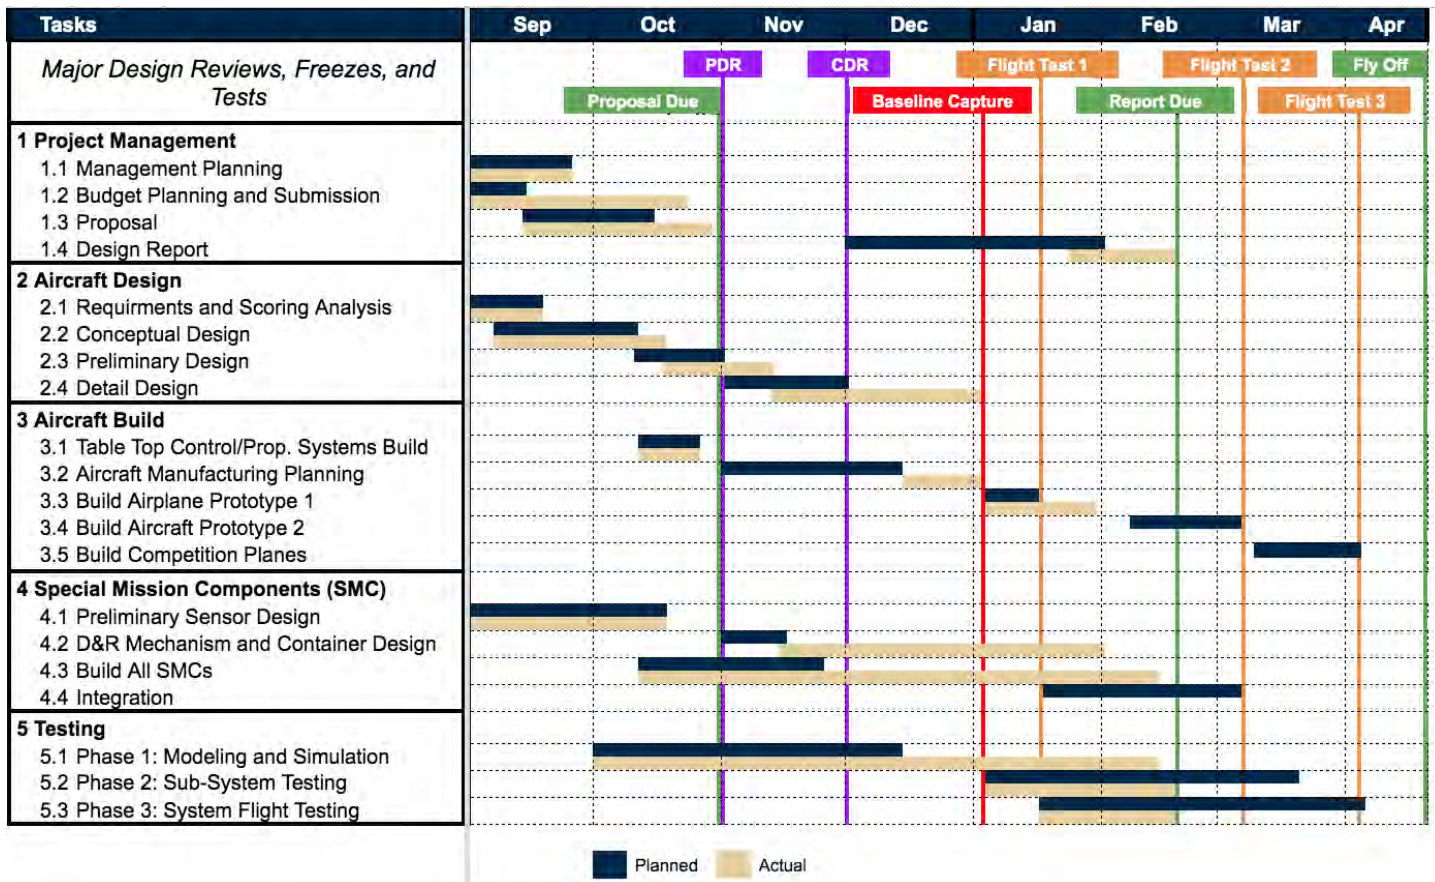 Tasks Sep Oct Nov Dec Jan Feb Mar Apr
Major Design Reviews, Freezes, and
Tests
PDR CDR Flight Test 1 Flight Test 2 Fly Off
Proposal Due Baseline Capture Report Due Flight Test 3
1 Project Management
1.1 Management Planning
1.2 Budget Planning and Submission
1.3 Proposal
1.4 Design Report
2 Aircraft Design
2.1 Requirments and Scoring Analysis
2.2 Conceptual Design
2.3 Preliminary Design
2.4 Detail Design
3 Aircraft Build
3.1 Table Top Control/Prop. Systems Build
3.2 Aircraft Manufacturing Planning
3.3 Build Airplane Prototype 1
3.4 Build Aircraft Prototype 2
3.5 Build Competition Planes
4 Special Mission Components (SMC)
4.1 Preliminary Sensor Design
4.2 D&R Mechanism and Container Design
4.3 Build All SMCs
4.4 Integration
5 Testing
5.1 Phase 1: Modeling and Simulation
5.2 Phase 2: Sub-System Testing
5.3 Phase 3: System Flight Testing
Planned Actual